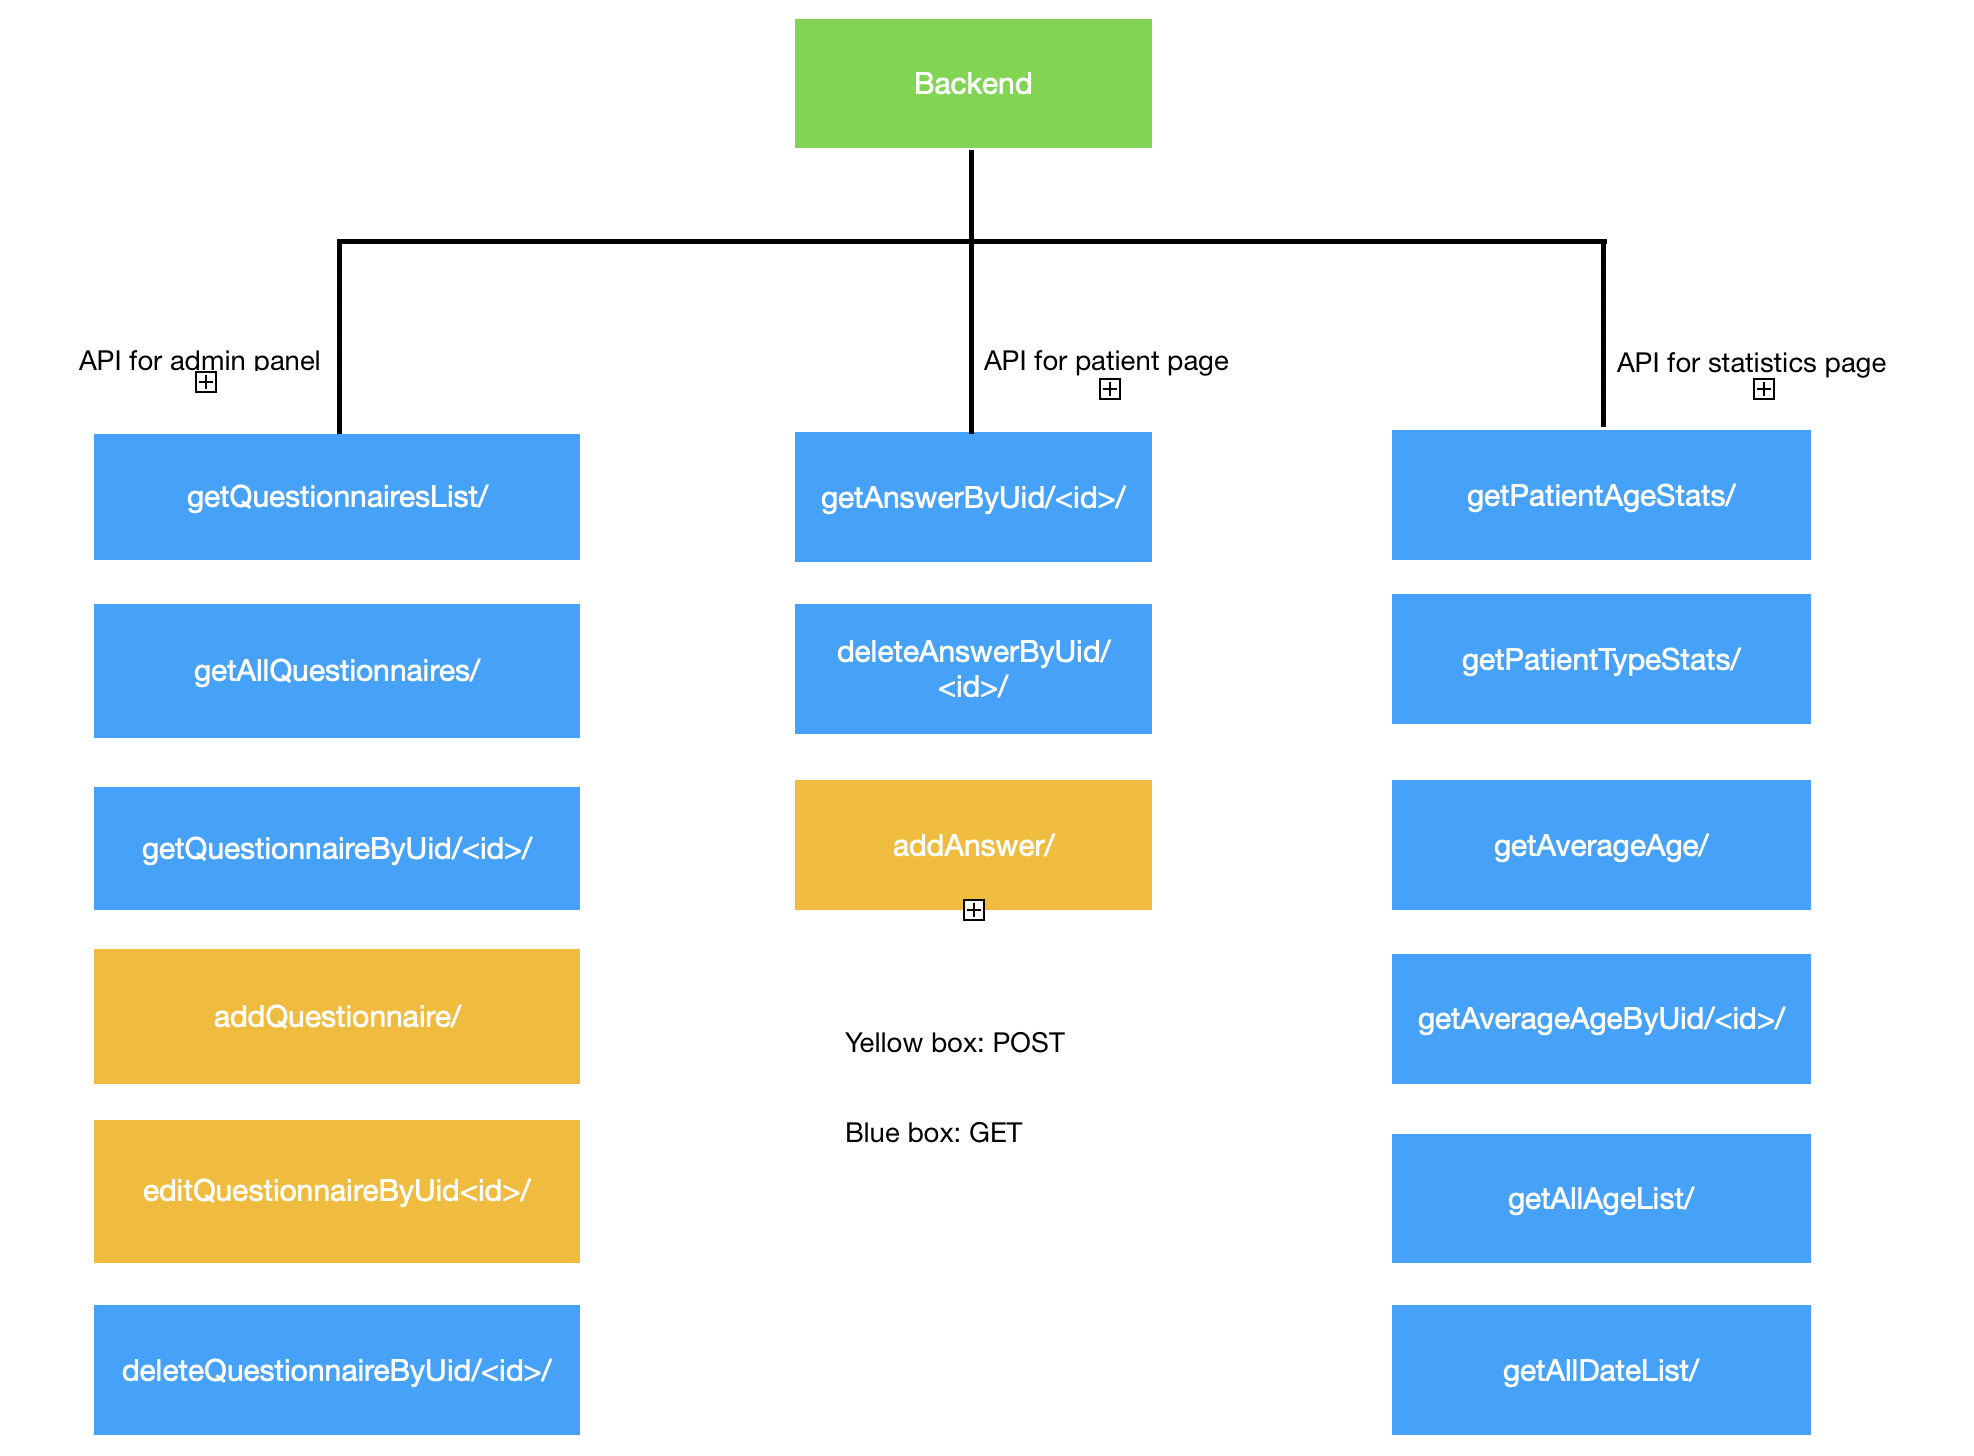 Backend
API for admin panel
API for patient page
API for statistics page
getQuestionnairesList/
getAllQuestionnaires/
getQuestionnaireByUid/<id>/
addQuestionnaire/
editQuestionnaireByUid<id>/
deleteQuestionnaireByUid/<id>/
getAnswerByUid/<id>/
deleteAnswerByUid/
<id>/
addAnswer/
Yellow box: POST
Blue box: GET
getPatientAgeStats/
getPatientTypeStats/
getAverageAge/
getAverageAgeByUid/<id>/
getAllAgeList/
getAllDateList/